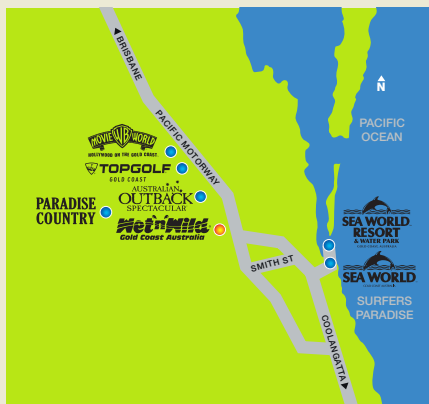 BRISBANE
N
PACIFIC MOTORWAY
PACIFIC
OCEAN
MOVIE WB WORLD
HOLLYWOOD ON THE GOLD COAST
TOPGOLF
GOLD COAST
AUSTRALIAN
OUTBACK
SPECTACULAR
PARADISE
COUNTRY
Wet'n'Wild
Gold Coast Australia
SEA WORLD
RESORT
& WATER PARK
SMITH ST
SEA WORLD
SURFERS
PARADISE
COOLANGATTA